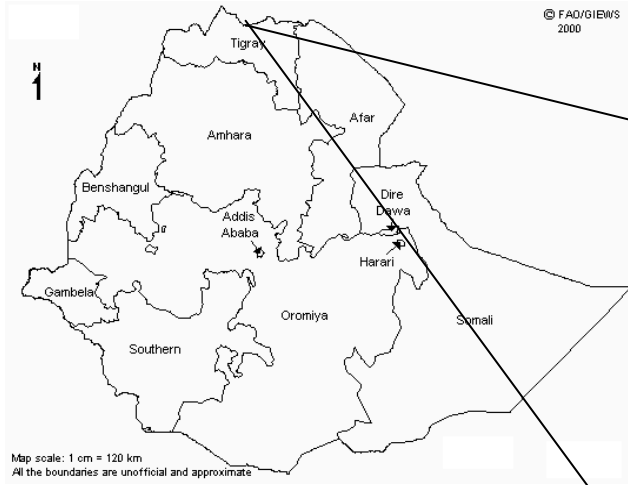 © FAO/GIEWS
2000
N
Tigray
Afar
Amhara
Benshangul
Dire
Dawa
Addis
Ababa
Harari
Gambela
Oromiya
Somali
Southern
Map scale: 1 cm = 120 km
All the boundaries are unofficial and approximate